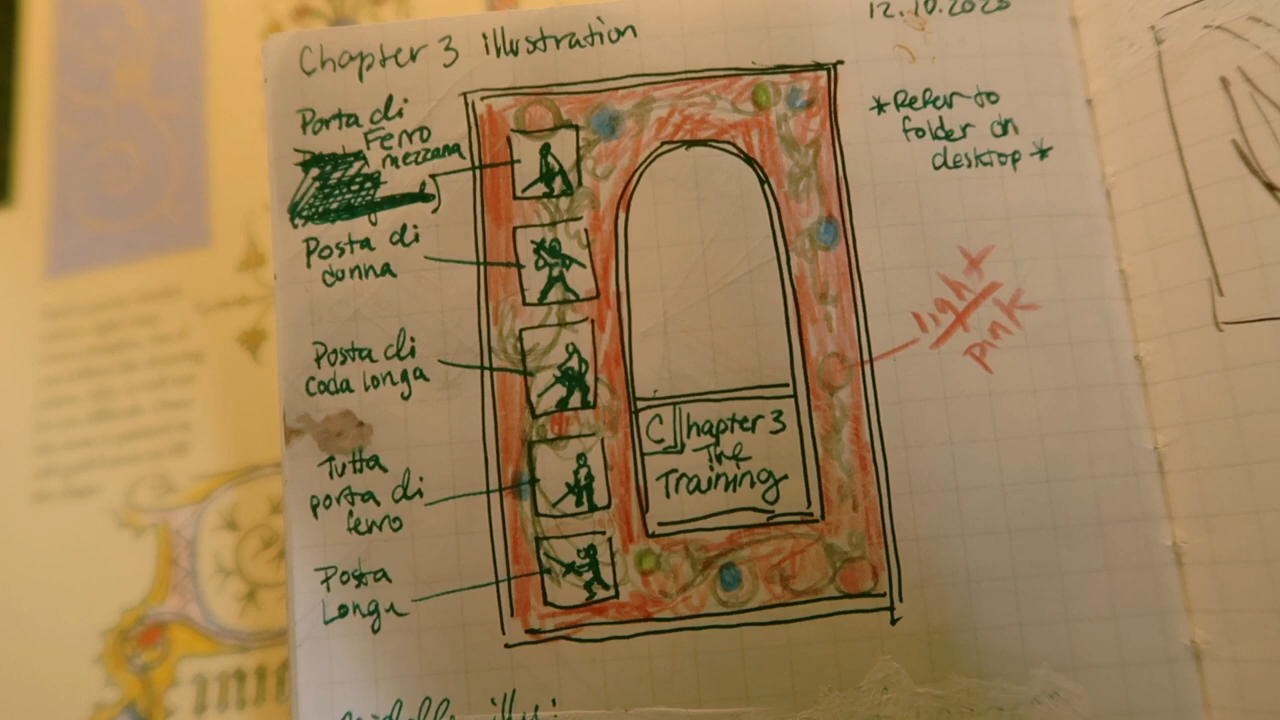 12.10.2025
Chapter 3 illustration
Porta di
Ferro
mezzana
Posta di
donna
Posta di
Coda longa
Tutta
porta di
ferro
Posta
Longa
*Refer to
folder on
desktop*
light
pink
Chapter 3
The
Training